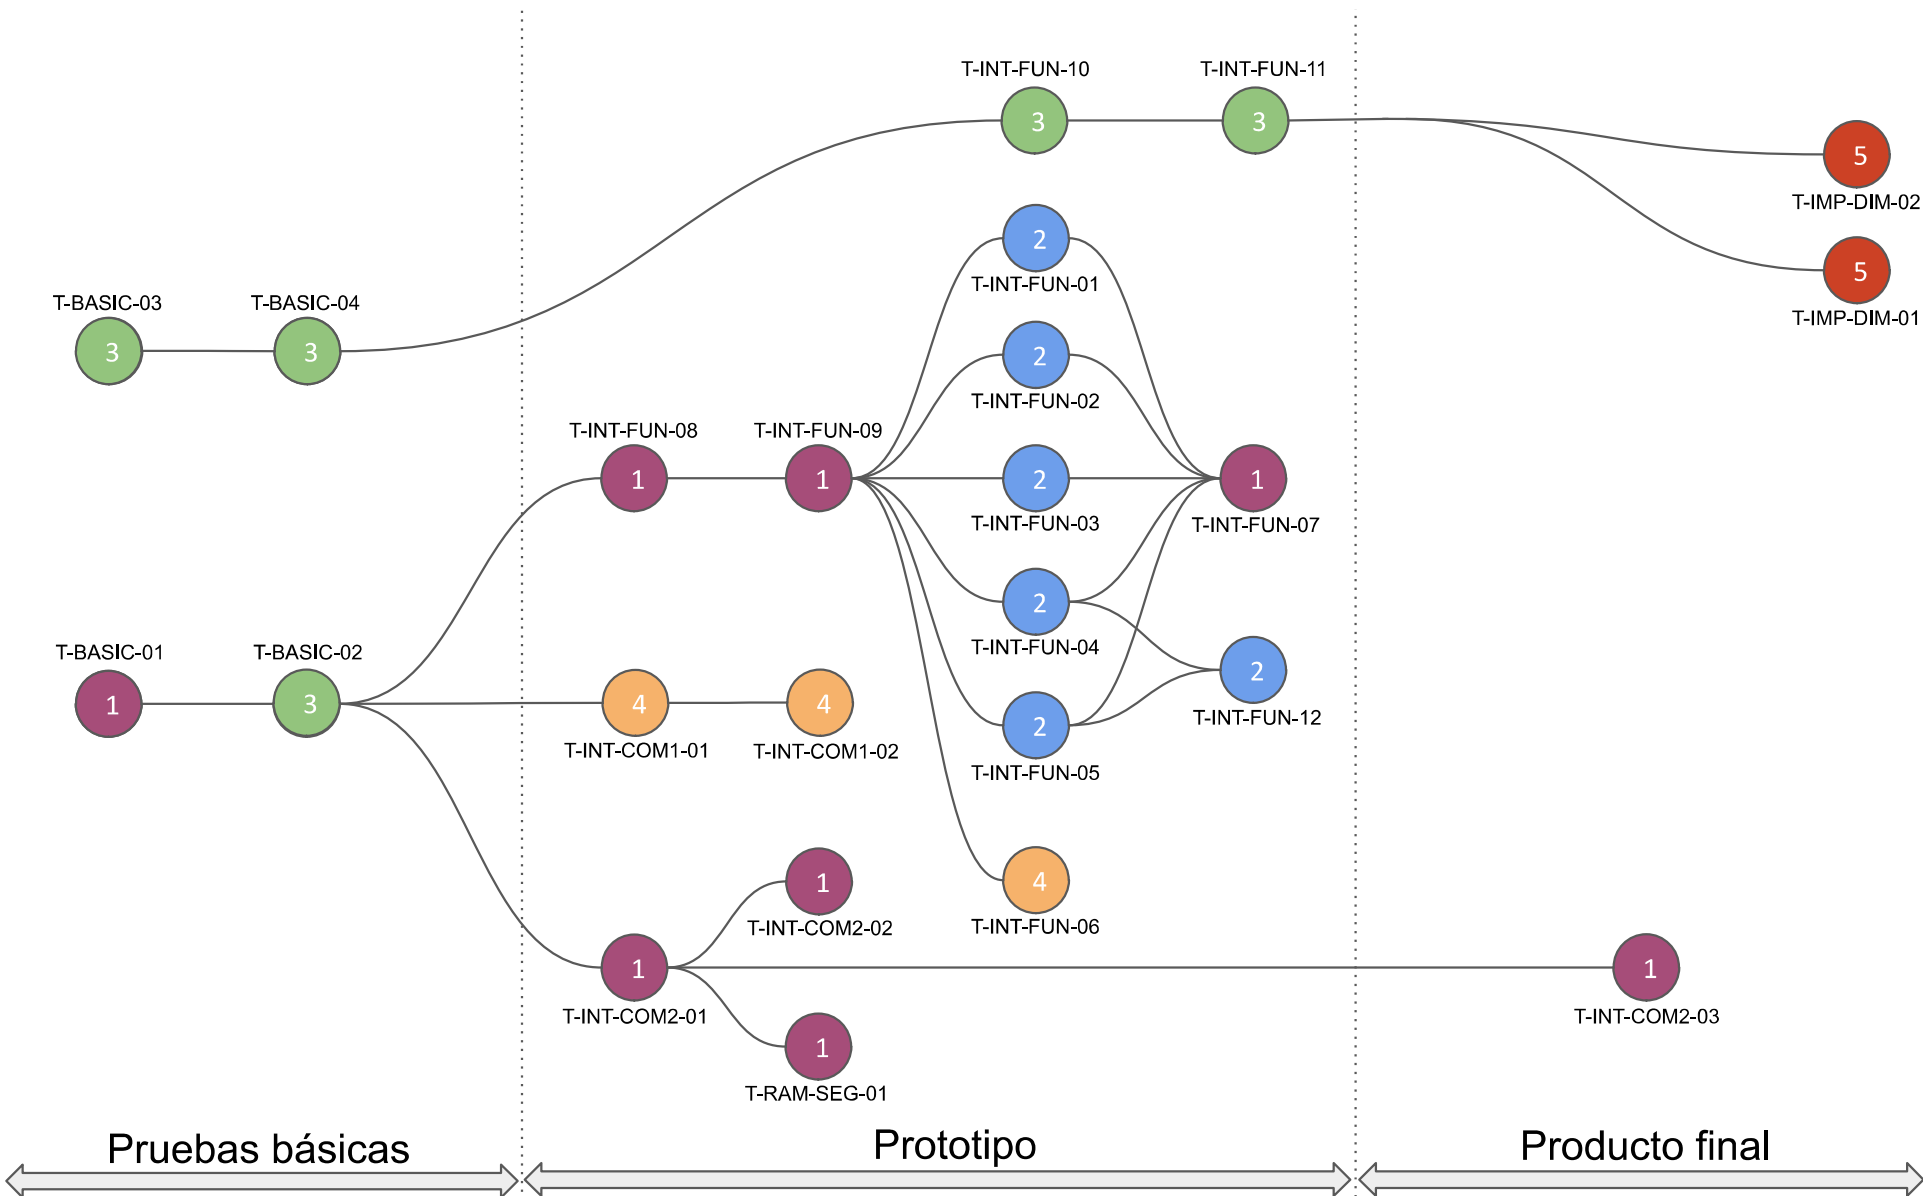 T-INT-FUN-10
T-INT-FUN-11
3
3
5
T-IMP-DIM-02
2
T-INT-FUN-01
5
T-IMP-DIM-01
T-BASIC-03
T-BASIC-04
3
3
2
T-INT-FUN-02
T-INT-FUN-08
T-INT-FUN-09
1
1
2
1
T-INT-FUN-03
T-INT-FUN-07
2
T-INT-FUN-04
T-BASIC-01
T-BASIC-02
1
3
4
4
T-INT-COM1-01
T-INT-COM1-02
2
T-INT-FUN-12
2
T-INT-FUN-05
1
T-INT-COM2-02
4
T-INT-FUN-06
1
T-INT-COM2-01
1
T-INT-COM2-03
1
T-RAM-SEG-01
Pruebas básicas
Prototipo
Producto final